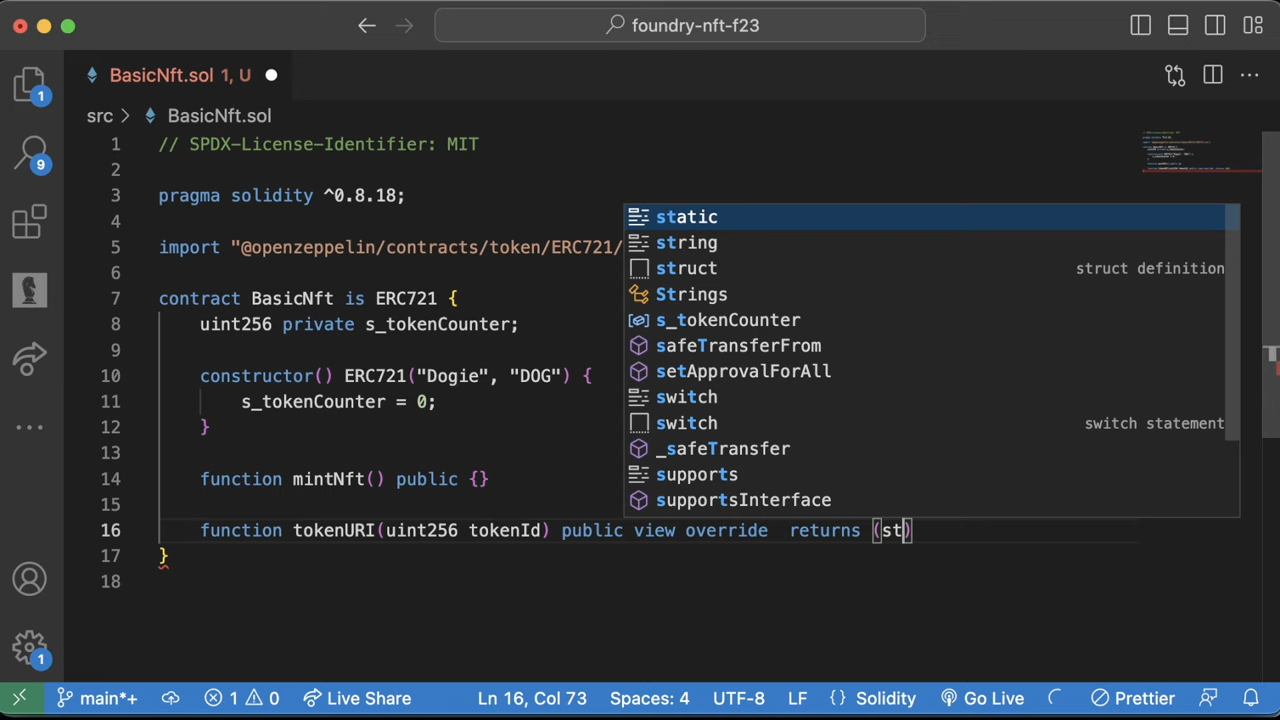 foundry-nft-f23
BasicNft.sol 1, U
src > BasicNft.sol
1 // SPDX-License-Identifier: MIT
2
3 pragma solidity ^0.8.18;
4
5 import "@openzeppelin/contracts/token/ERC721/
6
7 contract BasicNft is ERC721 {
8 uint256 private s_tokenCounter;
9
10 constructor() ERC721("Dogie", "DOG") {
11 s_tokenCounter = 0;
12 }
13
14 function mintNft() public {}
15
16 function tokenURI(uint256 tokenId) public view override  returns (st)
17 }
18
static
string
struct struct definition
Strings
s_tokenCounter
safeTransferFrom
setApprovalForAll
switch
switch switch statement
_safeTransfer
supports
supportsInterface
1
9
1
main*+ 1 0 Live Share Ln 16, Col 73 Spaces: 4 UTF-8 LF {} Solidity Go Live Prettier